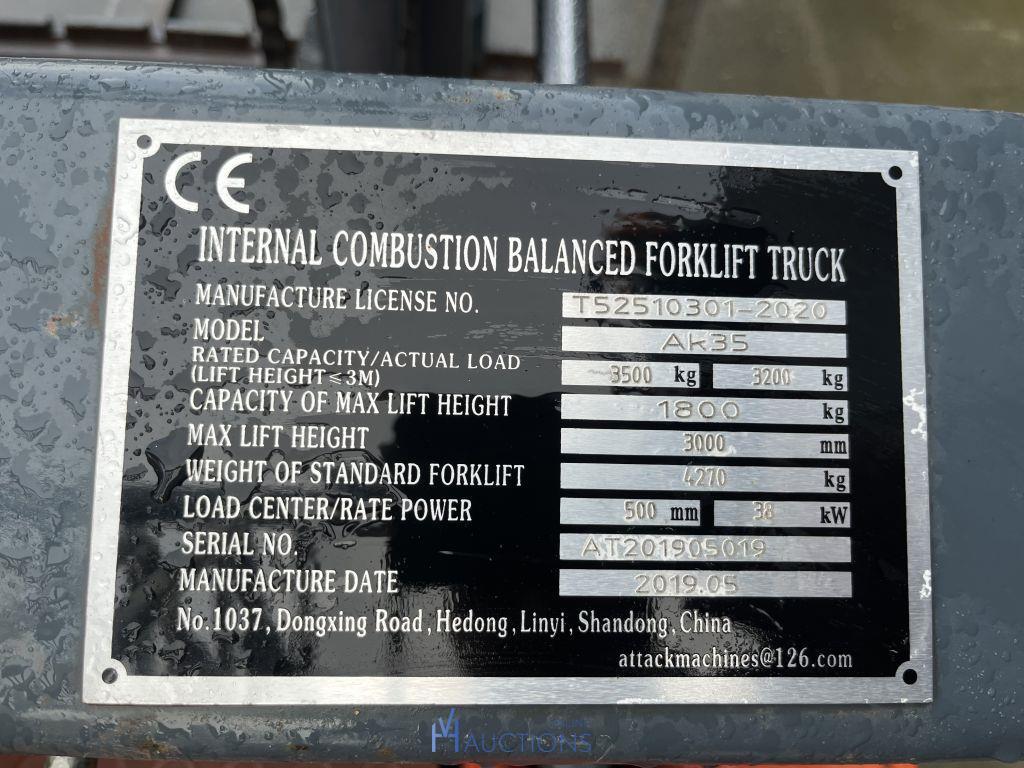 CE
INTERNAL COMBUSTION BALANCED FORKLIFT TRUCK
MANUFACTURE LICENSE NO. TS2510301-2020
MODEL AK35
RATED CAPACITY/ACTUAL LOAD
(LIFT HEIGHT≤3M) 3500 kg 3200 kg
CAPACITY OF MAX LIFT HEIGHT 1800 kg
MAX LIFT HEIGHT 3000 mm
WEIGHT OF STANDARD FORKLIFT 4270 kg
LOAD CENTER/RATE POWER 500 mm 38 kW
SERIAL NO. AT201905019
MANUFACTURE DATE 2019.05
No.1037, Dongxing Road, Hedong, Linyi, Shandong, China
attackmachines@126.com
VH ONLINE
AUCTIONS